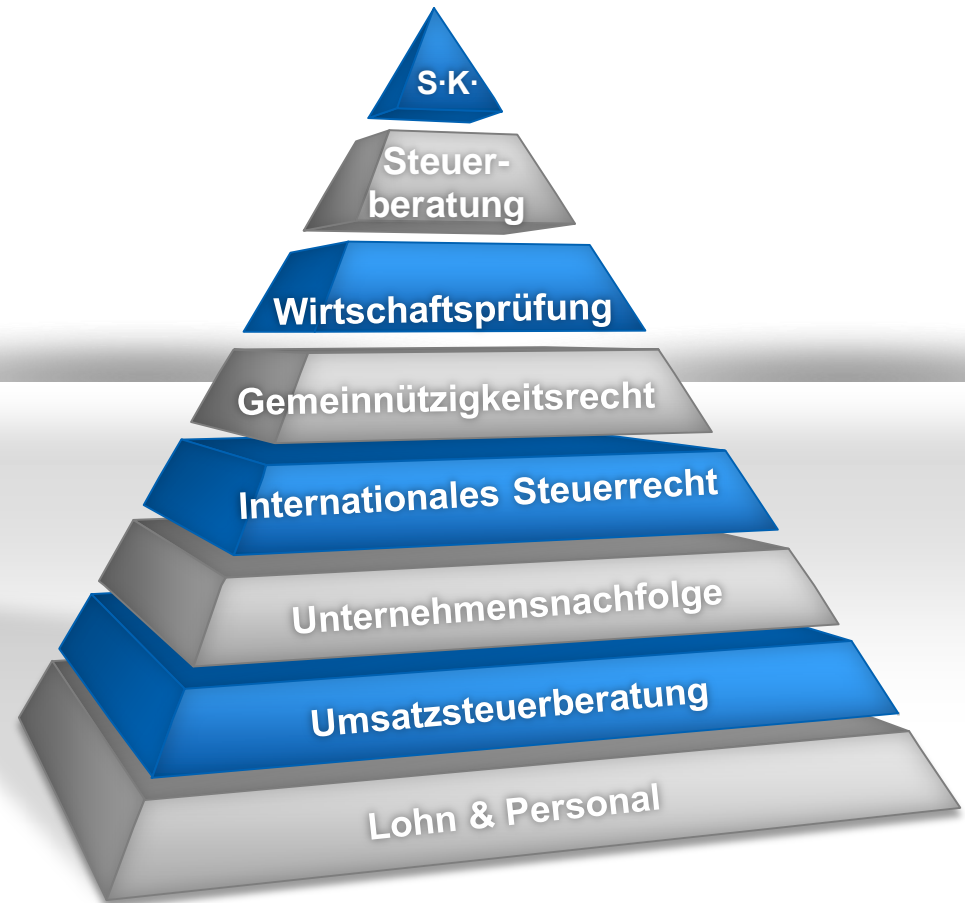 S·K·
Steuer-
beratung
Wirtschaftsprüfung
Gemeinnützigkeitsrecht
Internationales Steuerrecht
Unternehmensnachfolge
Umsatzsteuerberatung
Lohn & Personal